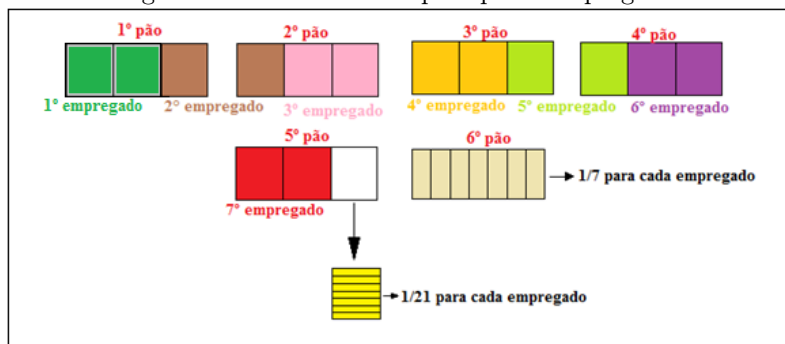 1º pão 2º pão 3º pão 4º pão
1º empregado 2º empregado 3º empregado 4º empregado 5º empregado 6º empregado
5º pão 6º pão
1/7 para cada empregado
7º empregado
1/21 para cada empregado